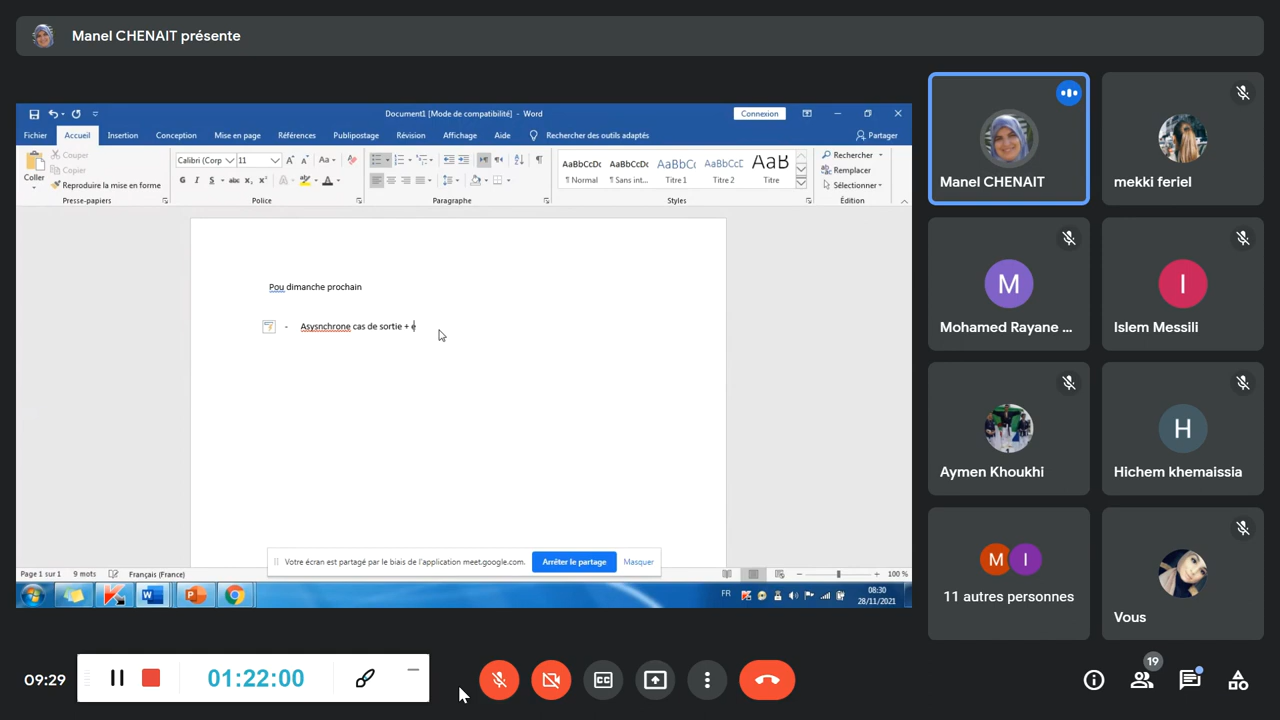 Manel CHENAIT présente
Document1 [Mode de compatibilité] - Word
Connexion
Fichier Accueil Insertion Conception Mise en page Références Publipostage Révision Affichage Aide Rechercher des outils adaptés Partager
Coller
Couper
Copier
Reproduire la mise en forme
Presse-papiers
Calibri (Corp 11
G I S abc x₂ x²
Police
Paragraphe
AaBbCcDc AaBbCcDc AaBbCc AaBbCcD AaB
¶ Normal ¶ Sans int... Titre 1 Titre 2 Titre
Styles
Rechercher
Remplacer
Sélectionner
Édition
Pou dimanche prochain
- Asysnchrone cas de sortie + e
Votre écran est partagé par le biais de l'application meet.google.com. Arrêter le partage Masquer
Page 1 sur 1 9 mots Français (France) 100 %
FR
08:30
28/11/2021
Manel CHENAIT
mekki feriel
M
Mohamed Rayane ...
I
Islem Messili
Aymen Khoukhi
H
Hichem khemaissia
M I
11 autres personnes
Vous
09:29
01:22:00
19